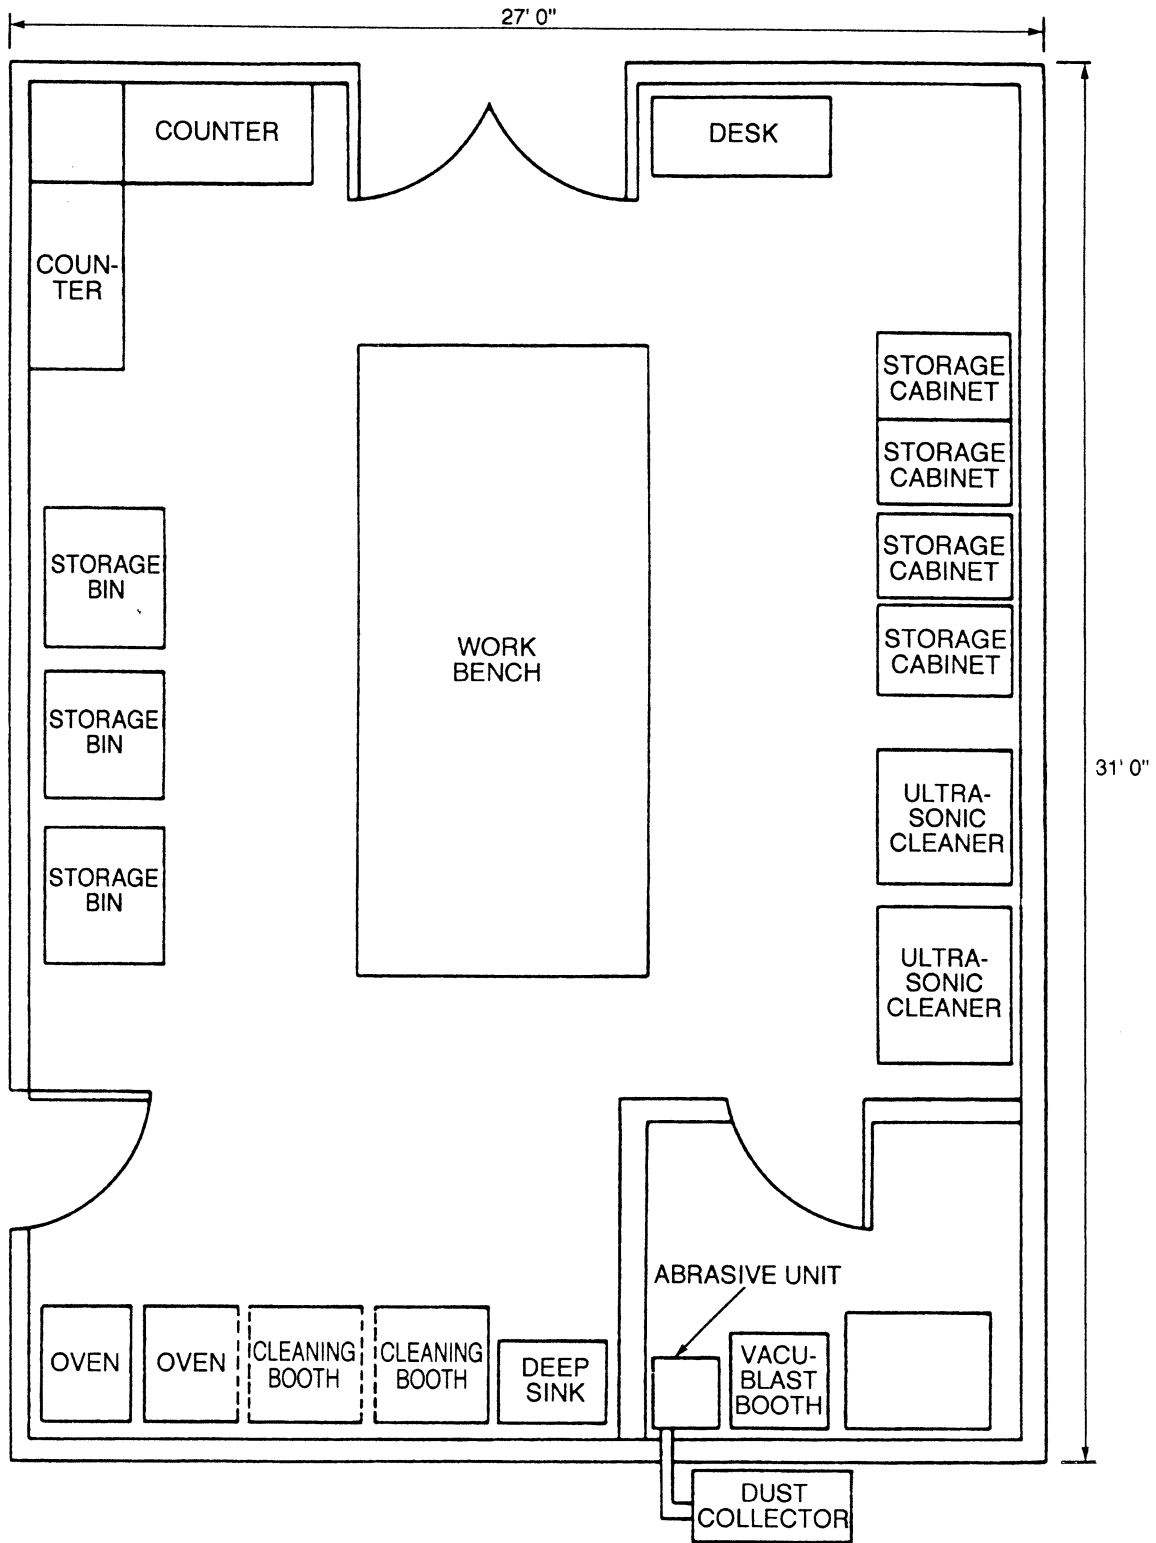 27' 0"
COUNTER
DESK
COUN-
TER
STORAGE
CABINET
STORAGE
CABINET
STORAGE
CABINET
STORAGE
CABINET
STORAGE
BIN
STORAGE
BIN
STORAGE
BIN
WORK
BENCH
31' 0"
ULTRA-
SONIC
CLEANER
ULTRA-
SONIC
CLEANER
ABRASIVE UNIT
OVEN
OVEN
CLEANING
BOOTH
CLEANING
BOOTH
DEEP
SINK
VACU-
BLAST
BOOTH
DUST
COLLECTOR